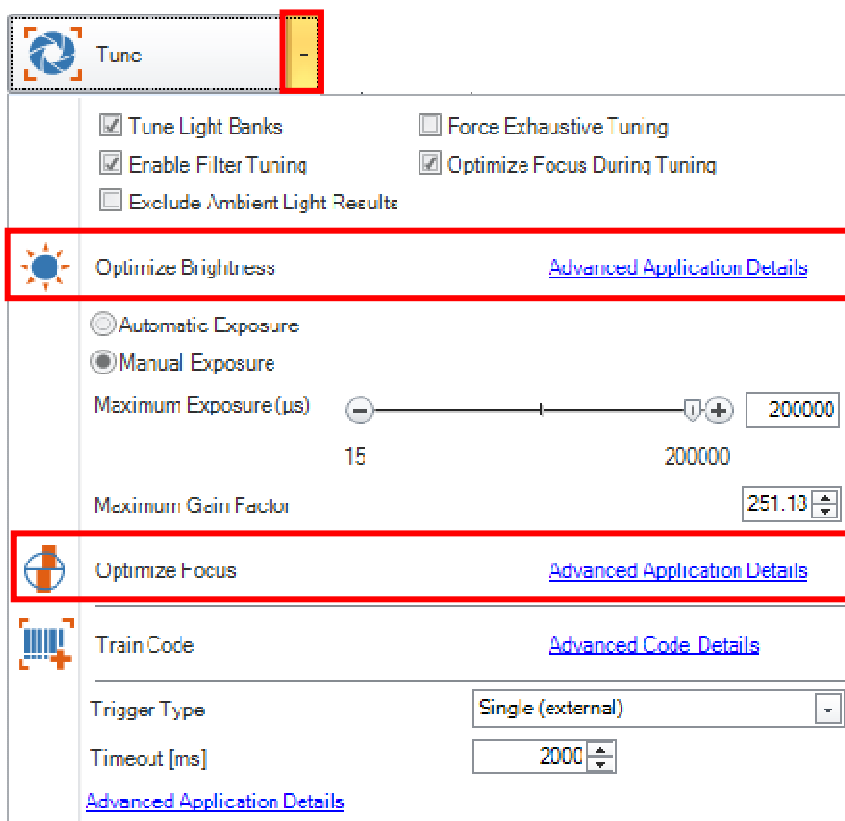 Tune
Tune Light Banks Force Exhaustive Tuning
Enable Filter Tuning Optimize Focus During Tuning
Exclude Ambient Light Results
Optimize Brightness Advanced Application Details
Automatic Exposure
Manual Exposure
Maximum Exposure (µs) 200000
15 200000
Maximum Gain Factor 251.18
Optimize Focus Advanced Application Details
Train Code Advanced Code Details
Trigger Type Single (external)
Timeout [ms] 2000
Advanced Application Details